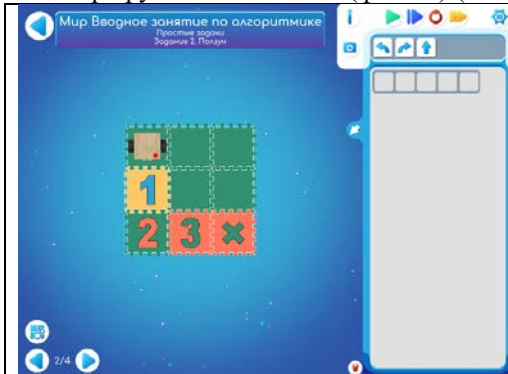 Мир Вводное занятие по алгоритмике
Простые задачи
Задание 2, Ползун
i
1
2 3 ×
2/4